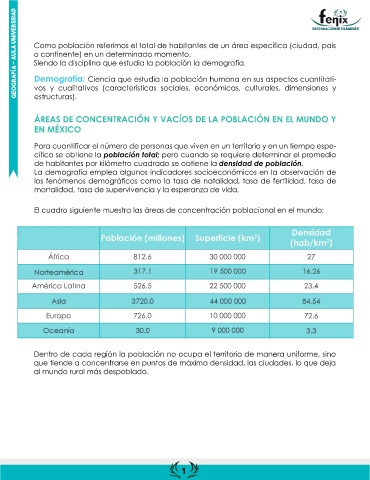 GEOGRAFÍA – AULA UNIVERSIDAD
fenix
PREPARACIÓN DE EXÁMENES
Como población referimos el total de habitantes de un área específica (ciudad, país
o continente) en un determinado momento.
Siendo la disciplina que estudia la población la demografía.
Demografía: Ciencia que estudia la población humana en sus aspectos cuantitati-
vos y cualitativos (características sociales, económicas, culturales, dimensiones y
estructuras).
ÁREAS DE CONCENTRACIÓN Y VACÍOS DE LA POBLACIÓN EN EL MUNDO Y
EN MÉXICO
Para cuantificar el número de personas que viven en un territorio y en un tiempo espe-
cífico se obtiene la población total; pero cuando se requiere determinar el promedio
de habitantes por kilómetro cuadrado se obtiene la densidad de población.
La demografía emplea algunos indicadores socioeconómicos en la observación de
los fenómenos demográficos como la tasa de natalidad, tasa de fertilidad, tasa de
mortalidad, tasa de supervivencia y la esperanza de vida.
El cuadro siguiente muestra las áreas de concentración poblacional en el mundo:
Población (millones) Superficie (km²) Densidad (hab/km²)
África 812.6 30 000 000 27
Norteamérica 317.1 19 500 000 16.26
América Latina 526.5 22 500 000 23.4
Asia 3720.0 44 000 000 84.54
Europa 726.0 10 000 000 72.6
Oceanía 30.0 9 000 000 3.3
Dentro de cada región la población no ocupa el territorio de manera uniforme, sino
que tiende a concentrarse en puntos de máxima densidad, las ciudades, lo que deja
al mundo rural más despoblado.
1